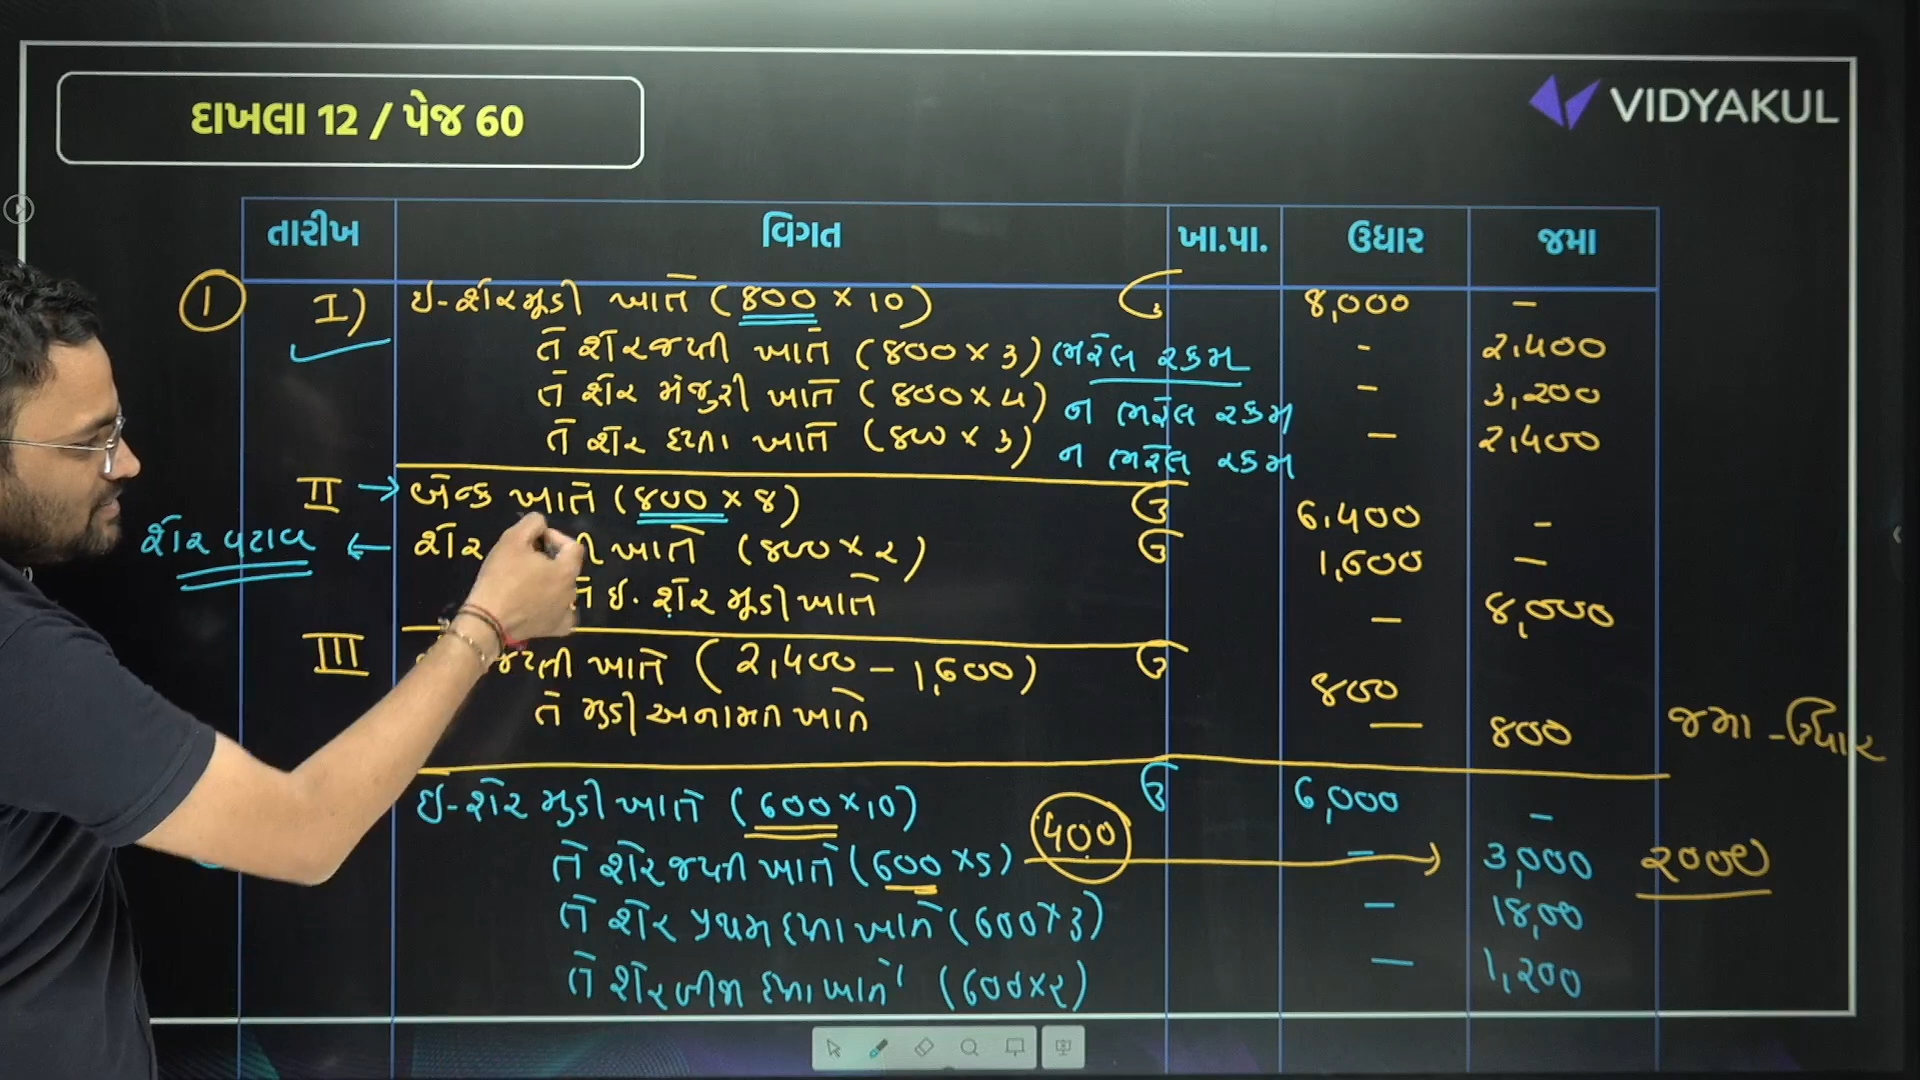 દાખલા 12 / પેજ 60
VIDYAKUL
તારીખ વિગત ખા.પા. ઉધાર જમા
1 I) ઇ-શેરમૂડી ખાતે (800 × 10) ઉ 8,000 –
તે શેરજપ્તી ખાતે (800 × 3) ભરેલ રકમ - 2,400
તે શેર મંજુરી ખાતે (800 × 4) ન ભરેલ રકમ – 3,200
તે શેર હપ્તા ખાતે (800 × 3) ન ભરેલ રકમ – 2,400
II → બેન્ક ખાતે (800 × 8) ઉ 6,400 –
શેર વટાવ ← શેર ખાતે (800 × 2) ઉ 1,600 –
તે ઇ. શેર મૂડી ખાતે – 8,000
III ખાતે (2,400 – 1,600) ઉ 800
તે મુડી અનામત ખાતે – 800 જમા - ઉધાર
ઇ-શેર મુડી ખાતે (600 × 10) ઉ 6,000 –
400
તે શેરજપ્તી ખાતે (600 × 5) – 3,000 2000
તે શેર પ્રથમ હપ્તા ખાતે (600 × 3) – 18,00
તે શેર બીજા હપ્તા ખાતે (600 × 2) – 1,200